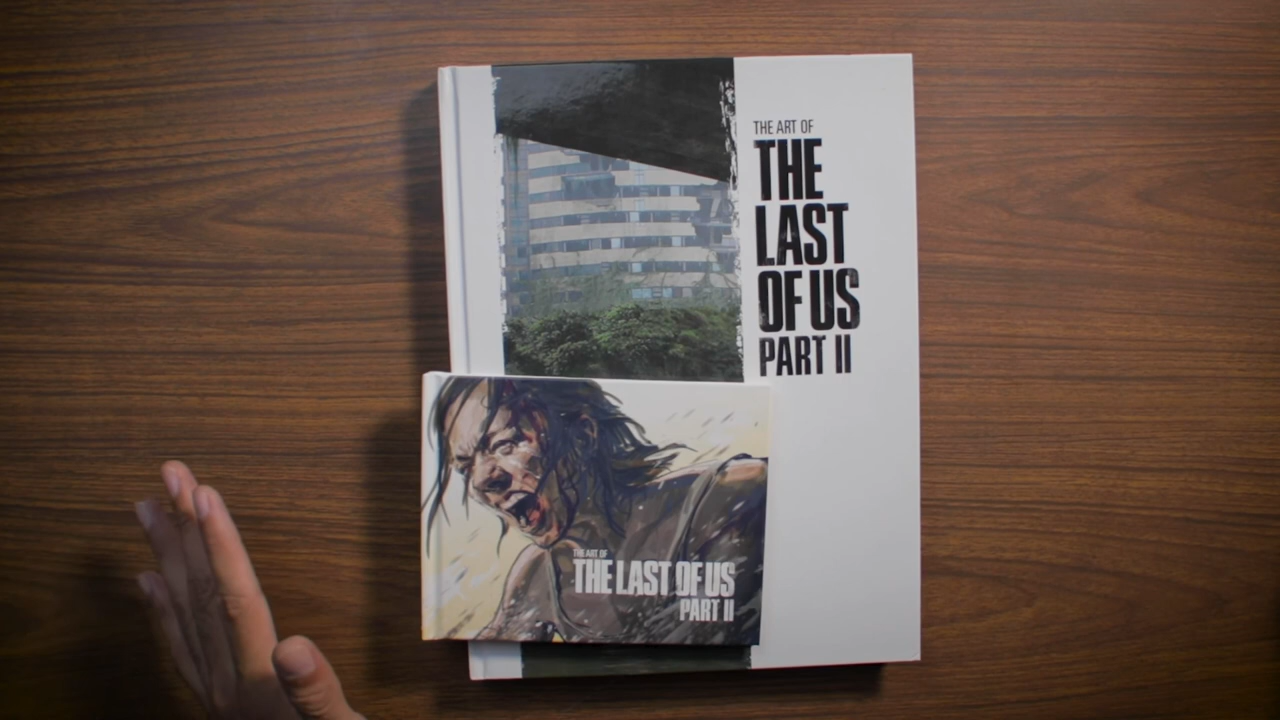 THE ART OF
THE
LAST
OF US
PART II
THE ART OF
THE LAST OF US
PART II